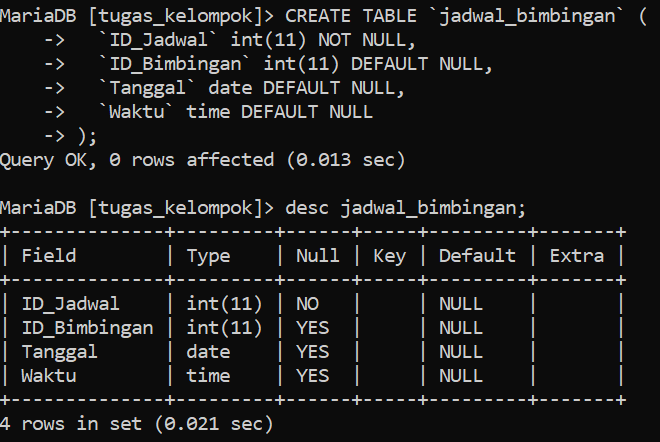 MariaDB [tugas_kelompok]> CREATE TABLE `jadwal_bimbingan` (
    ->   `ID_Jadwal` int(11) NOT NULL,
    ->   `ID_Bimbingan` int(11) DEFAULT NULL,
    ->   `Tanggal` date DEFAULT NULL,
    ->   `Waktu` time DEFAULT NULL
    -> );
Query OK, 0 rows affected (0.013 sec)

MariaDB [tugas_kelompok]> desc jadwal_bimbingan;
+--------------+---------+------+-----+---------+-------+
| Field        | Type    | Null | Key | Default | Extra |
+--------------+---------+------+-----+---------+-------+
| ID_Jadwal    | int(11) | NO   |     | NULL    |       |
| ID_Bimbingan | int(11) | YES  |     | NULL    |       |
| Tanggal      | date    | YES  |     | NULL    |       |
| Waktu        | time    | YES  |     | NULL    |       |
+--------------+---------+------+-----+---------+-------+
4 rows in set (0.021 sec)